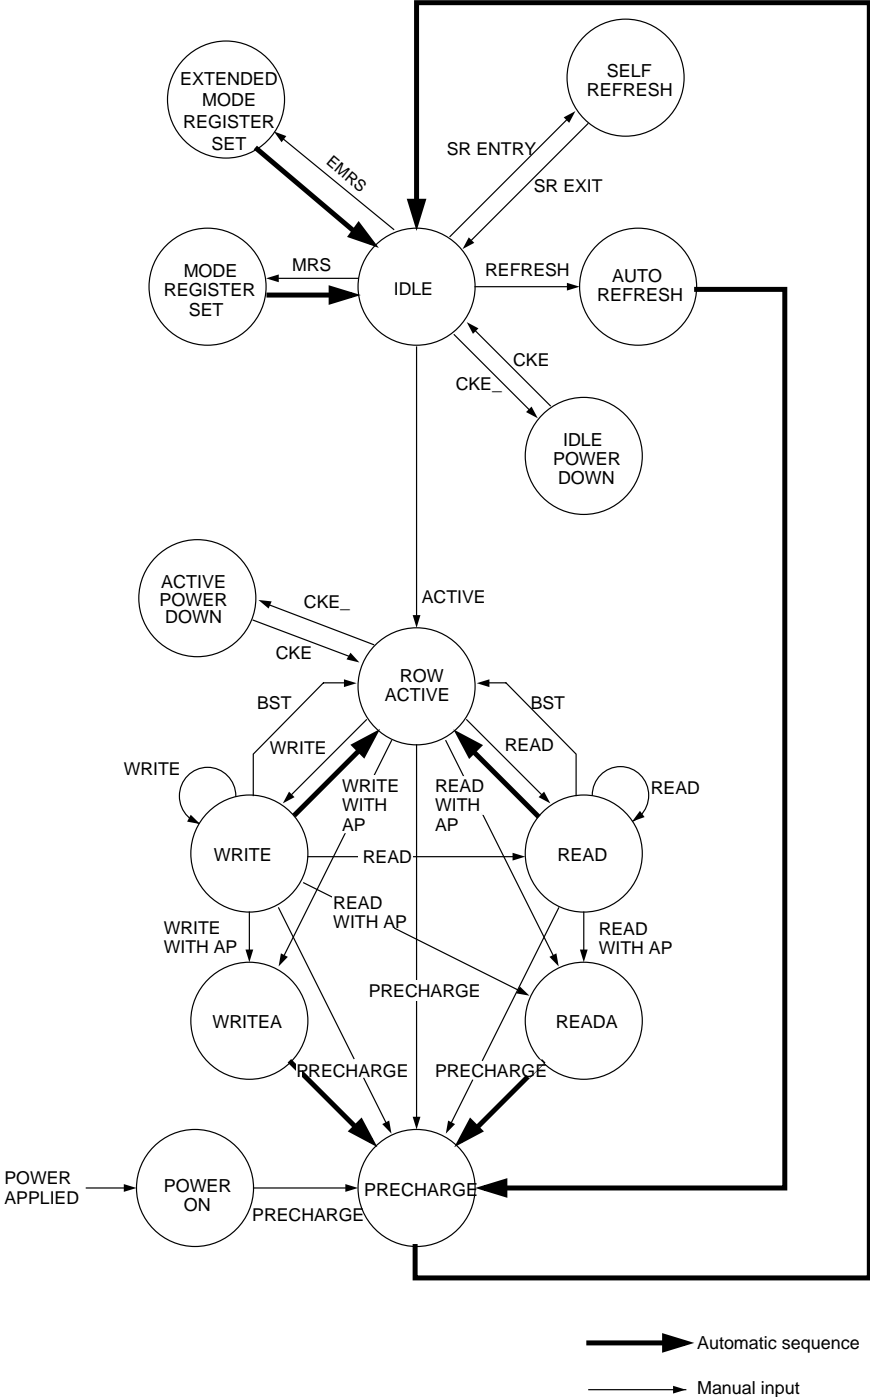 EXTENDED
MODE
REGISTER
SET
SELF
REFRESH
SR ENTRY
EMRS
SR EXIT
MODE
REGISTER
SET
MRS
IDLE
REFRESH
AUTO
REFRESH
CKE
CKE_
IDLE
POWER
DOWN
ACTIVE
POWER
DOWN
CKE_
ACTIVE
CKE
ROW
ACTIVE
BST
BST
WRITE
READ
WRITE
WRITE
WITH
AP
READ
WITH
AP
READ
WRITE
READ
READ
READ
WITH AP
WRITE
WITH AP
READ
WITH AP
PRECHARGE
WRITEA
READA
PRECHARGE
PRECHARGE
POWER
APPLIED
POWER
ON
PRECHARGE
PRECHARGE
Automatic sequence
Manual input